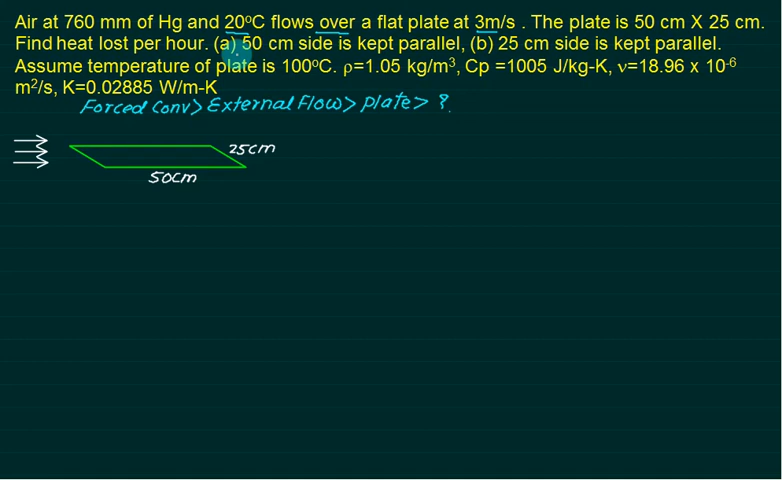 Air at 760 mm of Hg and 20°C flows over a flat plate at 3m/s . The plate is 50 cm X 25 cm.
Find heat lost per hour. (a) 50 cm side is kept parallel, (b) 25 cm side is kept parallel.
Assume temperature of plate is 100°C. ρ=1.05 kg/m³, Cp =1005 J/kg-K, ν=18.96 x 10⁻⁶
m²/s, K=0.02885 W/m-K
Forced Conv> External Flow> Plate> ?.
25cm
50cm